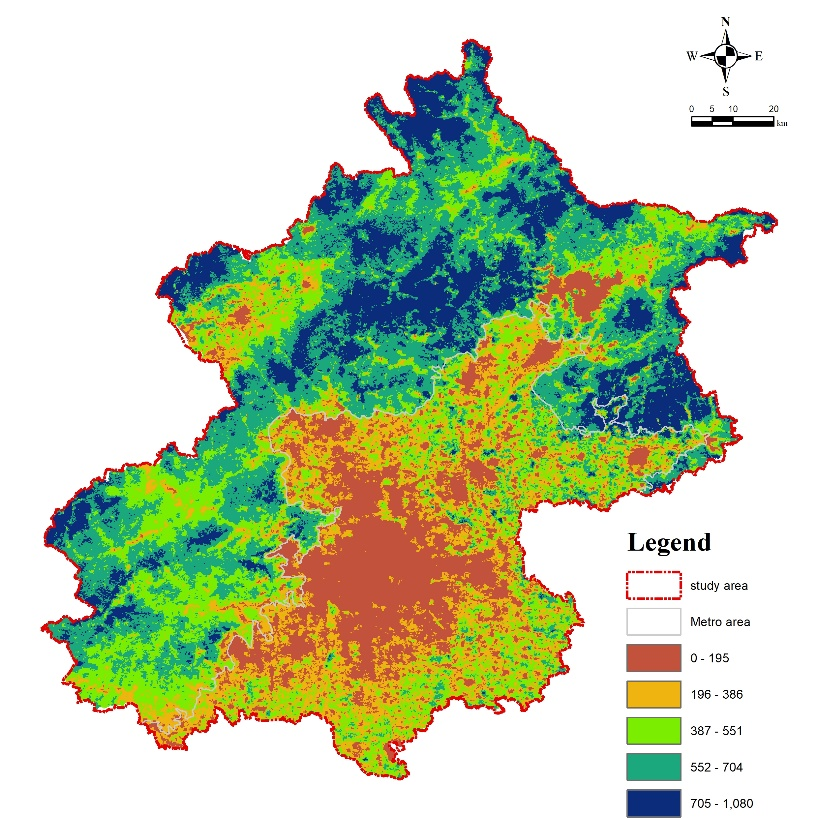 N
W E
S
0 5 10 20
km
Legend
study area
Metro area
0 - 195
196 - 386
387 - 551
552 - 704
705 - 1,080